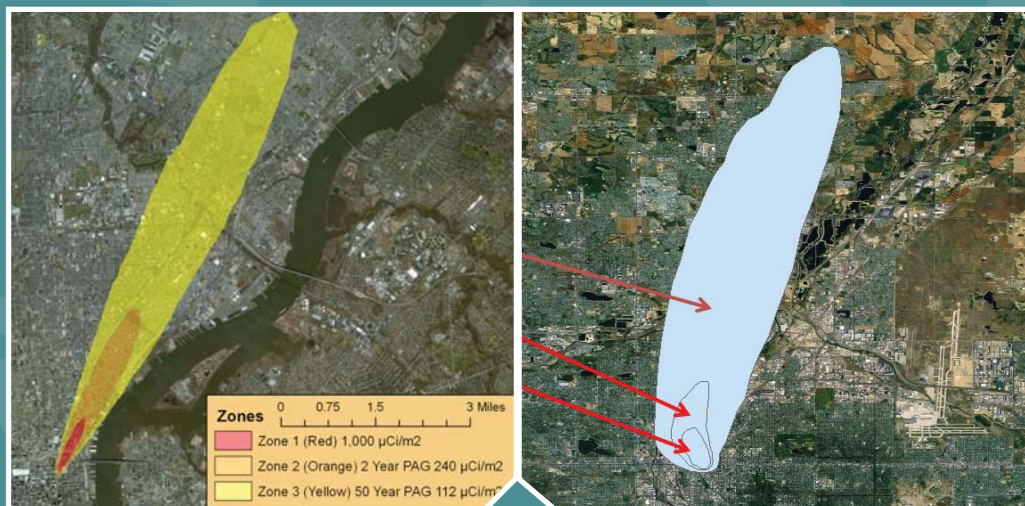 Zones
0 0.75 1.5 3 Miles
Zone 1 (Red) 1,000 µCi/m2
Zone 2 (Orange) 2 Year PAG 240 µCi/m2
Zone 3 (Yellow) 50 Year PAG 112 µCi/m2